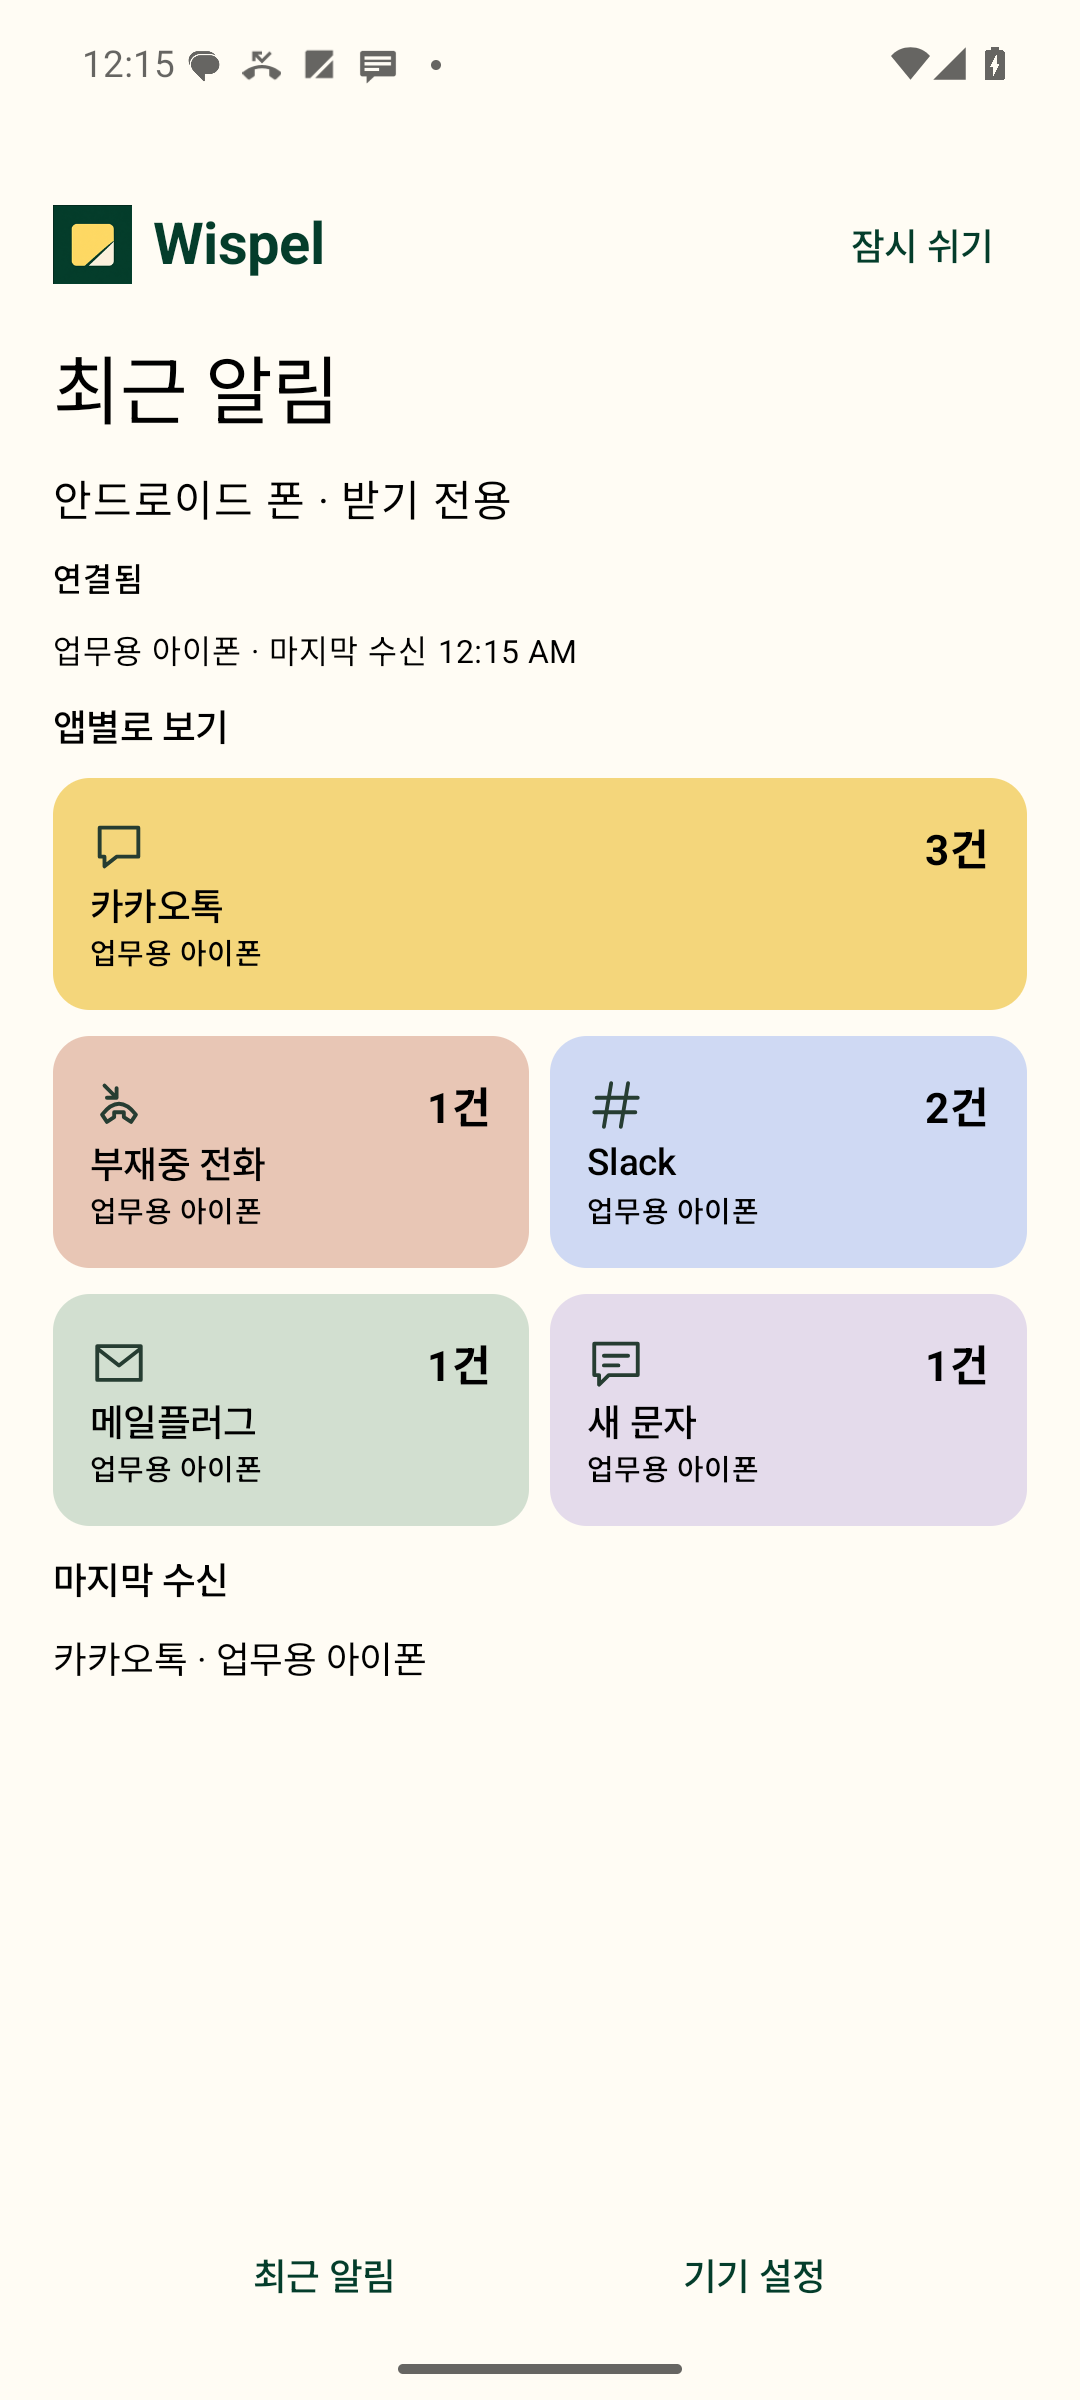 12:15
Wispel
잠시 쉬기
최근 알림
안드로이드 폰 · 받기 전용
연결됨
업무용 아이폰 · 마지막 수신 12:15 AM
앱별로 보기
3건
카카오톡
업무용 아이폰
1건
부재중 전화
업무용 아이폰
2건
Slack
업무용 아이폰
1건
메일플러그
업무용 아이폰
1건
새 문자
업무용 아이폰
마지막 수신
카카오톡 · 업무용 아이폰
최근 알림
기기 설정